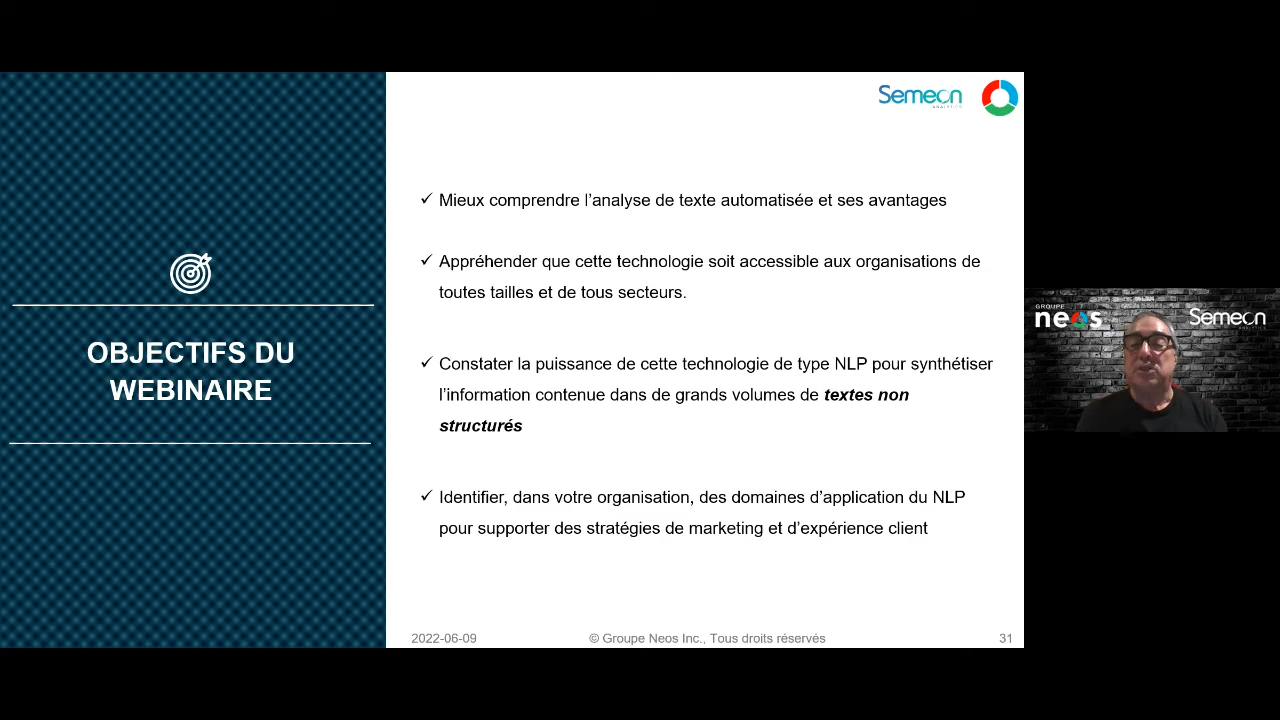 OBJECTIFS DU
WEBINAIRE
Semeon
ANALYTICS
✓ Mieux comprendre l’analyse de texte automatisée et ses avantages
✓ Appréhender que cette technologie soit accessible aux organisations de
toutes tailles et de tous secteurs.
✓ Constater la puissance de cette technologie de type NLP pour synthétiser
l’information contenue dans de grands volumes de textes non
structurés
✓ Identifier, dans votre organisation, des domaines d’application du NLP
pour supporter des stratégies de marketing et d’expérience client
2022-06-09
© Groupe Neos Inc., Tous droits réservés
31
GROUPE
neos
Semeon
ANALYTICS